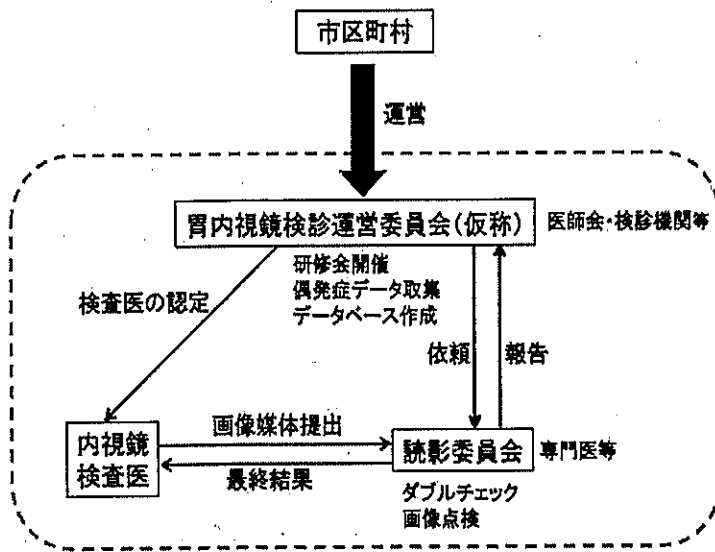 市区町村
運営
胃内視鏡検診運営委員会(仮称)
医師会・検診機関等
研修会開催
偶発症データ収集
データベース作成
検査医の認定
依頼
報告
内視鏡
検査医
画像媒体提出
最終結果
読影委員会
専門医等
ダブルチェック
画像点検